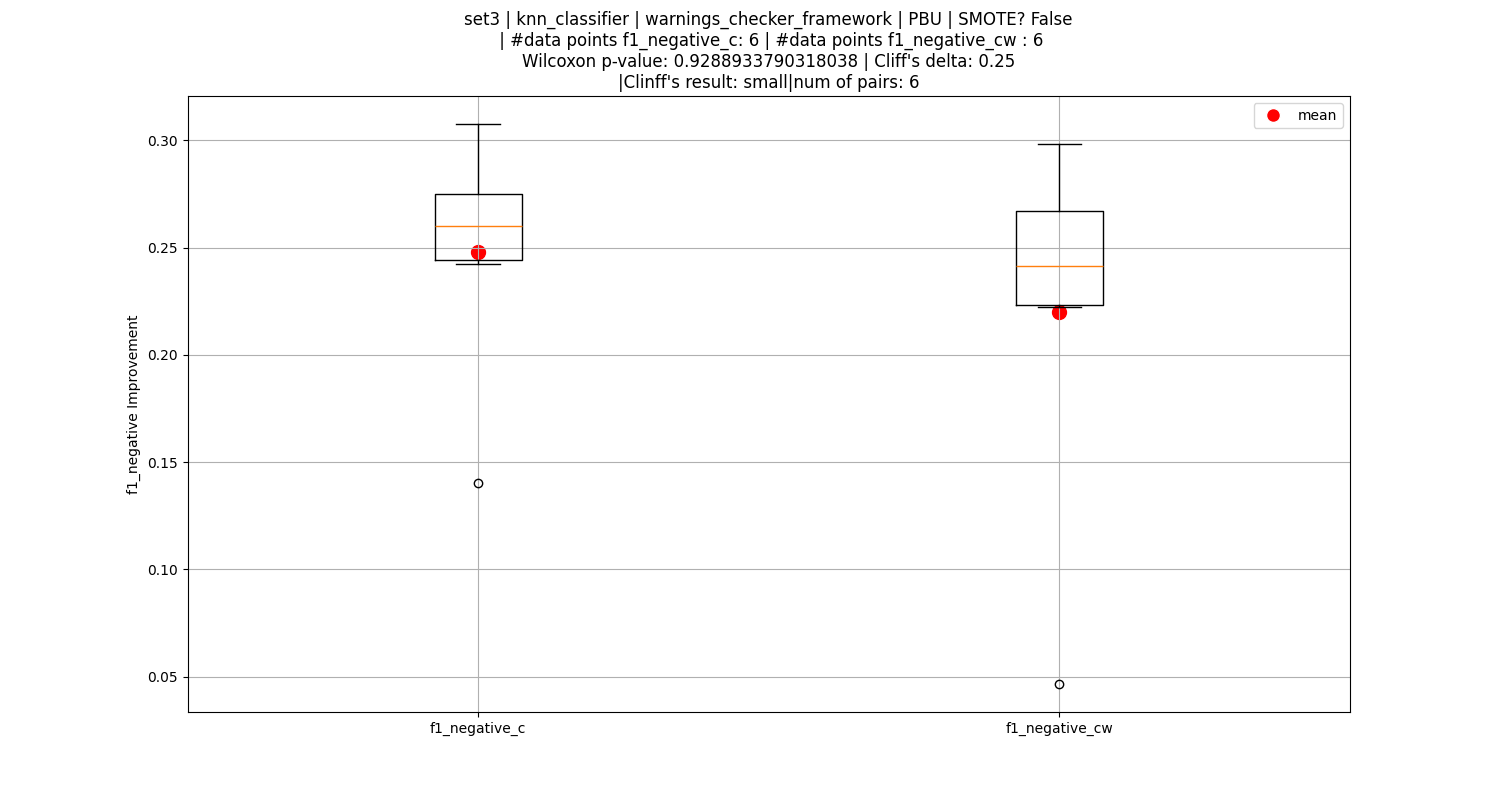 set3 | knn_classifier | warnings_checker_framework | PBU | SMOTE? False
| #data points f1_negative_c: 6 | #data points f1_negative_cw : 6
Wilcoxon p-value: 0.9288933790318038 | Cliff's delta: 0.25
|Clinff's result: small|num of pairs: 6
mean
0.30
0.25
0.20
0.15
0.10
0.05
f1_negative Improvement
f1_negative_c
f1_negative_cw